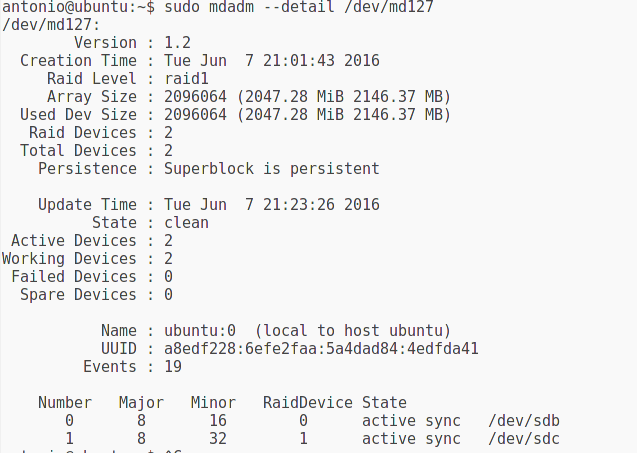 antonio@ubuntu:~$ sudo mdadm --detail /dev/md127
/dev/md127:
        Version : 1.2
  Creation Time : Tue Jun  7 21:01:43 2016
     Raid Level : raid1
     Array Size : 2096064 (2047.28 MiB 2146.37 MB)
  Used Dev Size : 2096064 (2047.28 MiB 2146.37 MB)
   Raid Devices : 2
  Total Devices : 2
    Persistence : Superblock is persistent

    Update Time : Tue Jun  7 21:23:26 2016
          State : clean
 Active Devices : 2
Working Devices : 2
 Failed Devices : 0
  Spare Devices : 0

           Name : ubuntu:0  (local to host ubuntu)
           UUID : a8edf228:6efe2faa:5a4dad84:4edfda41
         Events : 19

    Number   Major   Minor   RaidDevice State
       0       8       16        0      active sync   /dev/sdb
       1       8       32        1      active sync   /dev/sdc